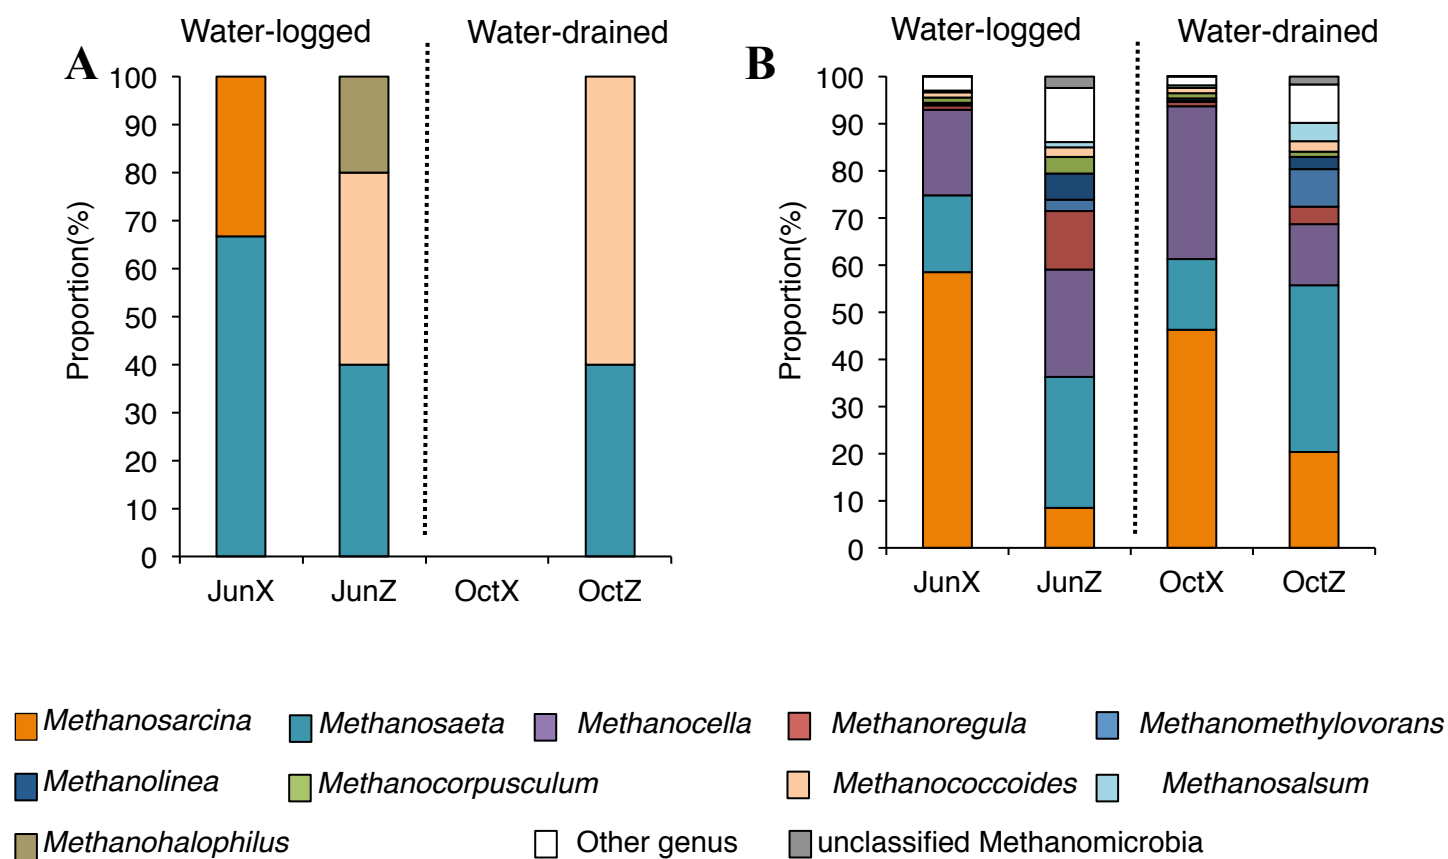 Water-logged Water-drained
A
100
90
80
70
60
50
40
30
20
10
0
Proportion(%)
JunX JunZ OctX OctZ
Water-logged Water-drained
B
100
90
80
70
60
50
40
30
20
10
0
Proportion(%)
JunX JunZ OctX OctZ
Methanosarcina Methanosaeta Methanocella Methanoregula Methanomethylovorans
Methanolinea Methanocorpusculum Methanococcoides Methanosalsum
Methanohalophilus Other genus unclassified Methanomicrobia